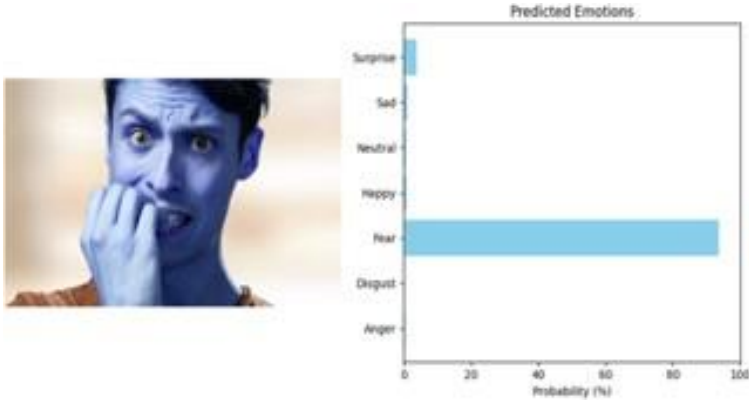 Predicted Emotions
Surprise
Sad
Neutral
Happy
Fear
Disgust
Anger
0 20 40 60 80 100
Probability (%)